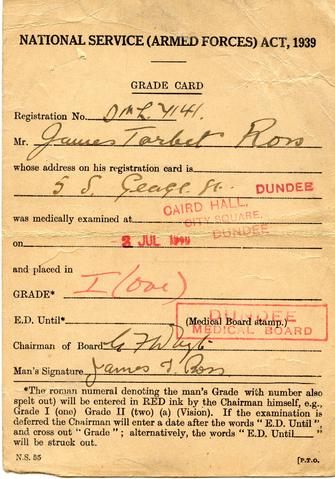 NATIONAL SERVICE (ARMED FORCES) ACT, 1939
GRADE CARD
Registration No. DML 4141.
Mr. James Tarbet Ross
whose address on his registration card is
5 S. George St. DUNDEE
was medically examined at CAIRD HALL,
CITY SQUARE,
DUNDEE
on 2 JUL
and placed in
GRADE* I (one)
E.D. Until* (Medical Board stamp.)
DUNDEE
MEDICAL BOARD
Chairman of Board
Man's Signature James T. Ross
*The roman numeral denoting the man's Grade with number also
spelt out) will be entered in RED ink by the Chairman himself, e.g.,
Grade I (one) Grade II (two) (a) (Vision). If the examination is
deferred the Chairman will enter a date after the words "E.D. Until",
and cross out "Grade"; alternatively, the words "E.D. Until"
will be struck out.
N.S. 55 [P.T.O.